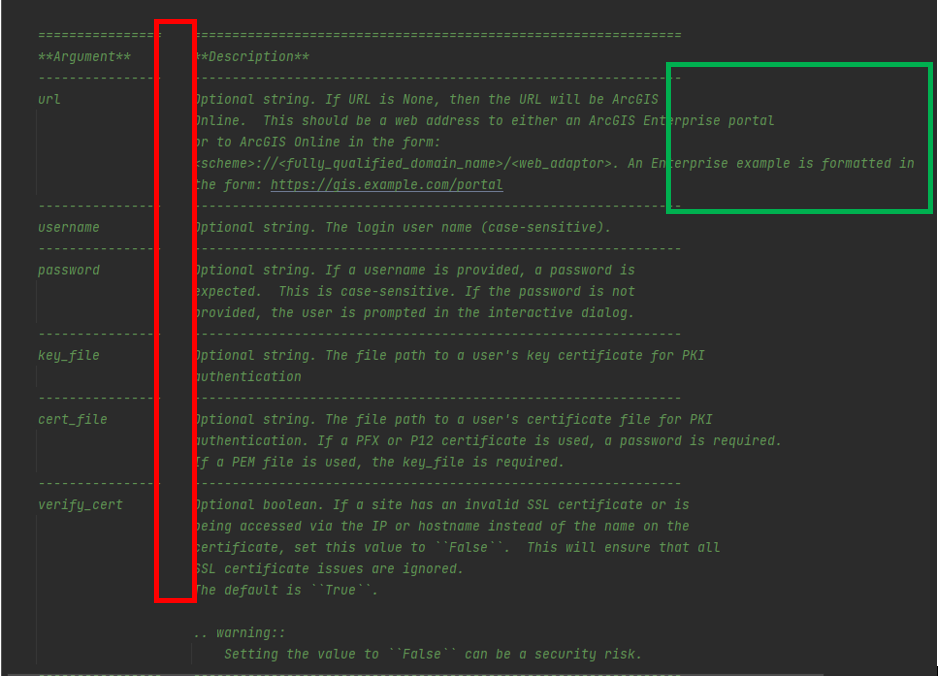 ================    ===============================================================
**Argument**        **Description**
----------------    ---------------------------------------------------------------
url                 Optional string. If URL is None, then the URL will be ArcGIS
                    Online.  This should be a web address to either an ArcGIS Enterprise portal
                    or to ArcGIS Online in the form:
                    <scheme>://<fully_qualified_domain_name>/<web_adaptor>. An Enterprise example is formatted in
                    the form: https://gis.example.com/portal
----------------    ---------------------------------------------------------------
username            Optional string. The login user name (case-sensitive).
----------------    ---------------------------------------------------------------
password            Optional string. If a username is provided, a password is
                    expected.  This is case-sensitive. If the password is not
                    provided, the user is prompted in the interactive dialog.
----------------    ---------------------------------------------------------------
key_file            Optional string. The file path to a user's key certificate for PKI
                    authentication
----------------    ---------------------------------------------------------------
cert_file           Optional string. The file path to a user's certificate file for PKI
                    authentication. If a PFX or P12 certificate is used, a password is required.
                    If a PEM file is used, the key_file is required.
----------------    ---------------------------------------------------------------
verify_cert         Optional boolean. If a site has an invalid SSL certificate or is
                    being accessed via the IP or hostname instead of the name on the
                    certificate, set this value to ``False``.  This will ensure that all
                    SSL certificate issues are ignored.
                    The default is ``True``.

                    .. warning::
                        Setting the value to ``False`` can be a security risk.
----------------    ---------------------------------------------------------------